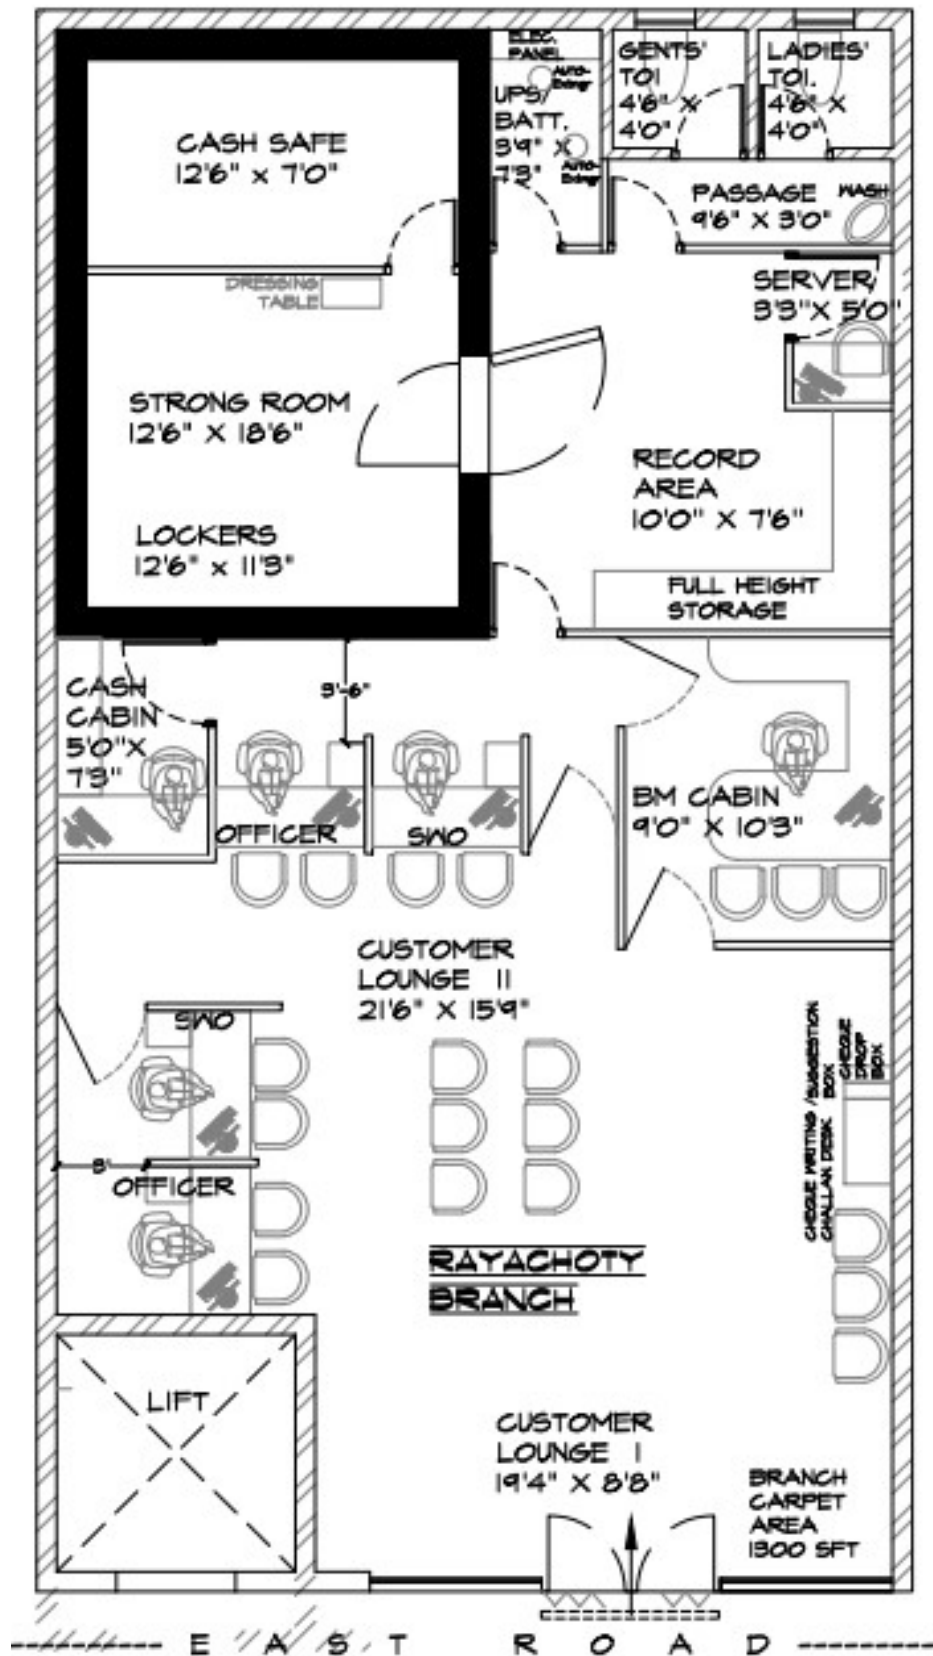 ELEC.
PANEL
GENTS'
TOI
4'6" X
4'0"
LADIES'
TOI.
4'6" X
4'0"
UPS/
BATT.
3'9" X
7'3"
CASH SAFE
12'6" x 7'0"
PASSAGE
9'6" X 3'0"
WASH
DRESSING
TABLE
SERVER/
3'3"X 5'0"
STRONG ROOM
12'6" X 18'6"
RECORD
AREA
10'0" X 7'6"
LOCKERS
12'6" x 11'3"
FULL HEIGHT
STORAGE
CASH
CABIN
5'0"X
7'3"
3'-6"
OFFICER
SWO
BM CABIN
9'0" X 10'3"
CUSTOMER
LOUNGE II
21'6" X 15'9"
SWO
CHEQUE WRITING /SUGGESTION
CHALLAN DESK BOX
CHEQUE
DROP
BOX
3'
OFFICER
RAYACHOTY
BRANCH
LIFT
CUSTOMER
LOUNGE I
19'4" X 8'8"
BRANCH
CARPET
AREA
1300 SFT
EAST ROAD